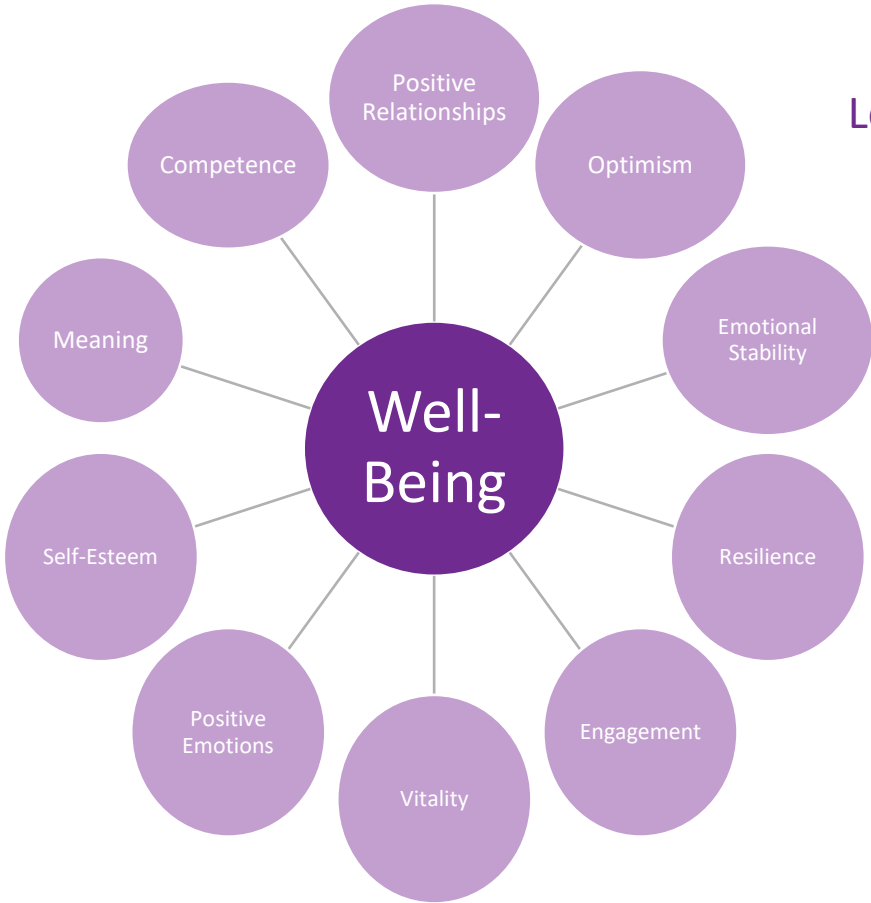 Positive
Relationships
Optimism
Emotional
Stability
Resilience
Engagement
Vitality
Positive
Emotions
Self-Esteem
Meaning
Competence
Well-
Being